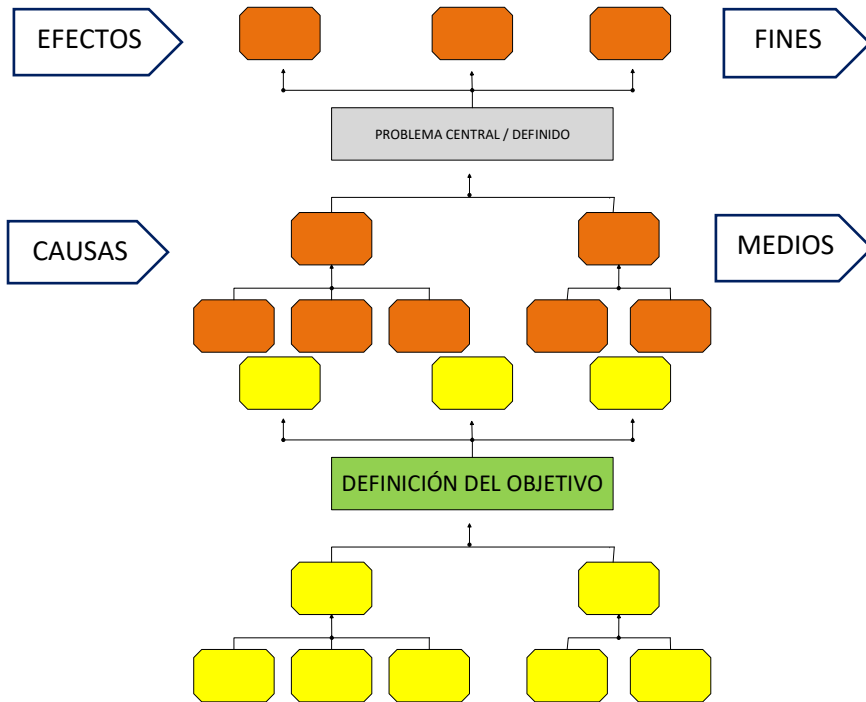 EFECTOS
FINES
PROBLEMA CENTRAL / DEFINIDO
CAUSAS
MEDIOS
DEFINICIÓN DEL OBJETIVO